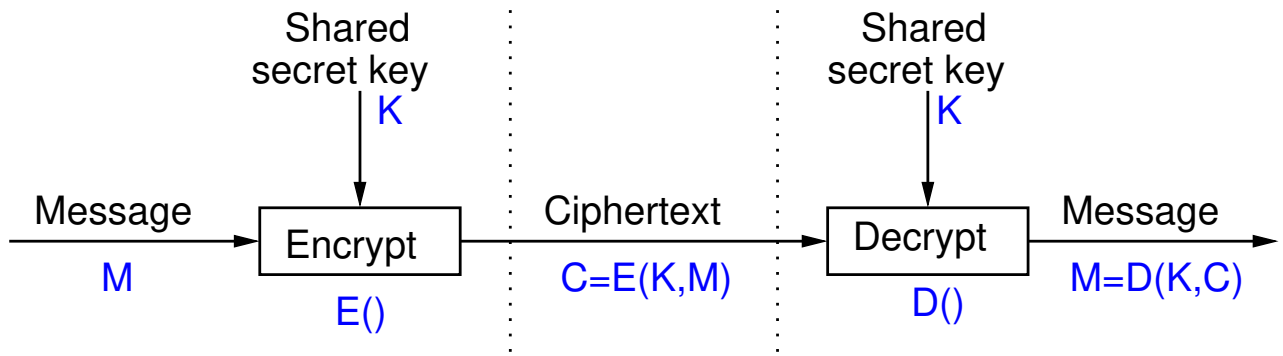 Shared
secret key
K
Shared
secret key
K
Message
M
Encrypt
E()
Ciphertext
C=E(K,M)
Decrypt
D()
Message
M=D(K,C)